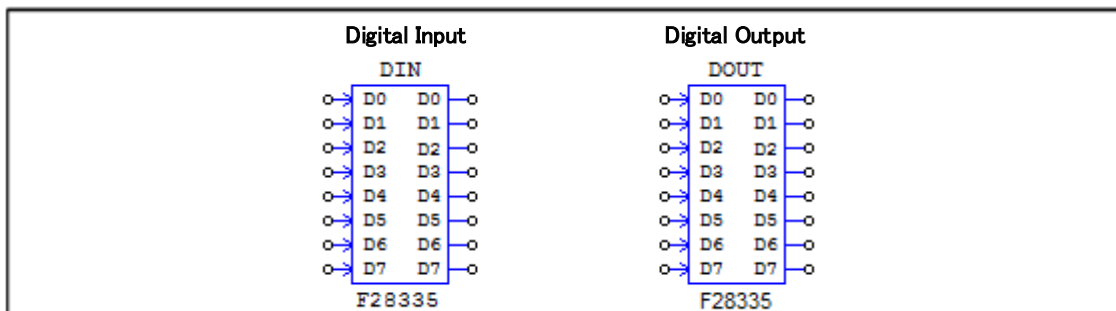 Digital Input Digital Output
DIN DOUT
D0 D0 D0 D0
D1 D1 D1 D1
D2 D2 D2 D2
D3 D3 D3 D3
D4 D4 D4 D4
D5 D5 D5 D5
D6 D6 D6 D6
D7 D7 D7 D7
F28335 F28335